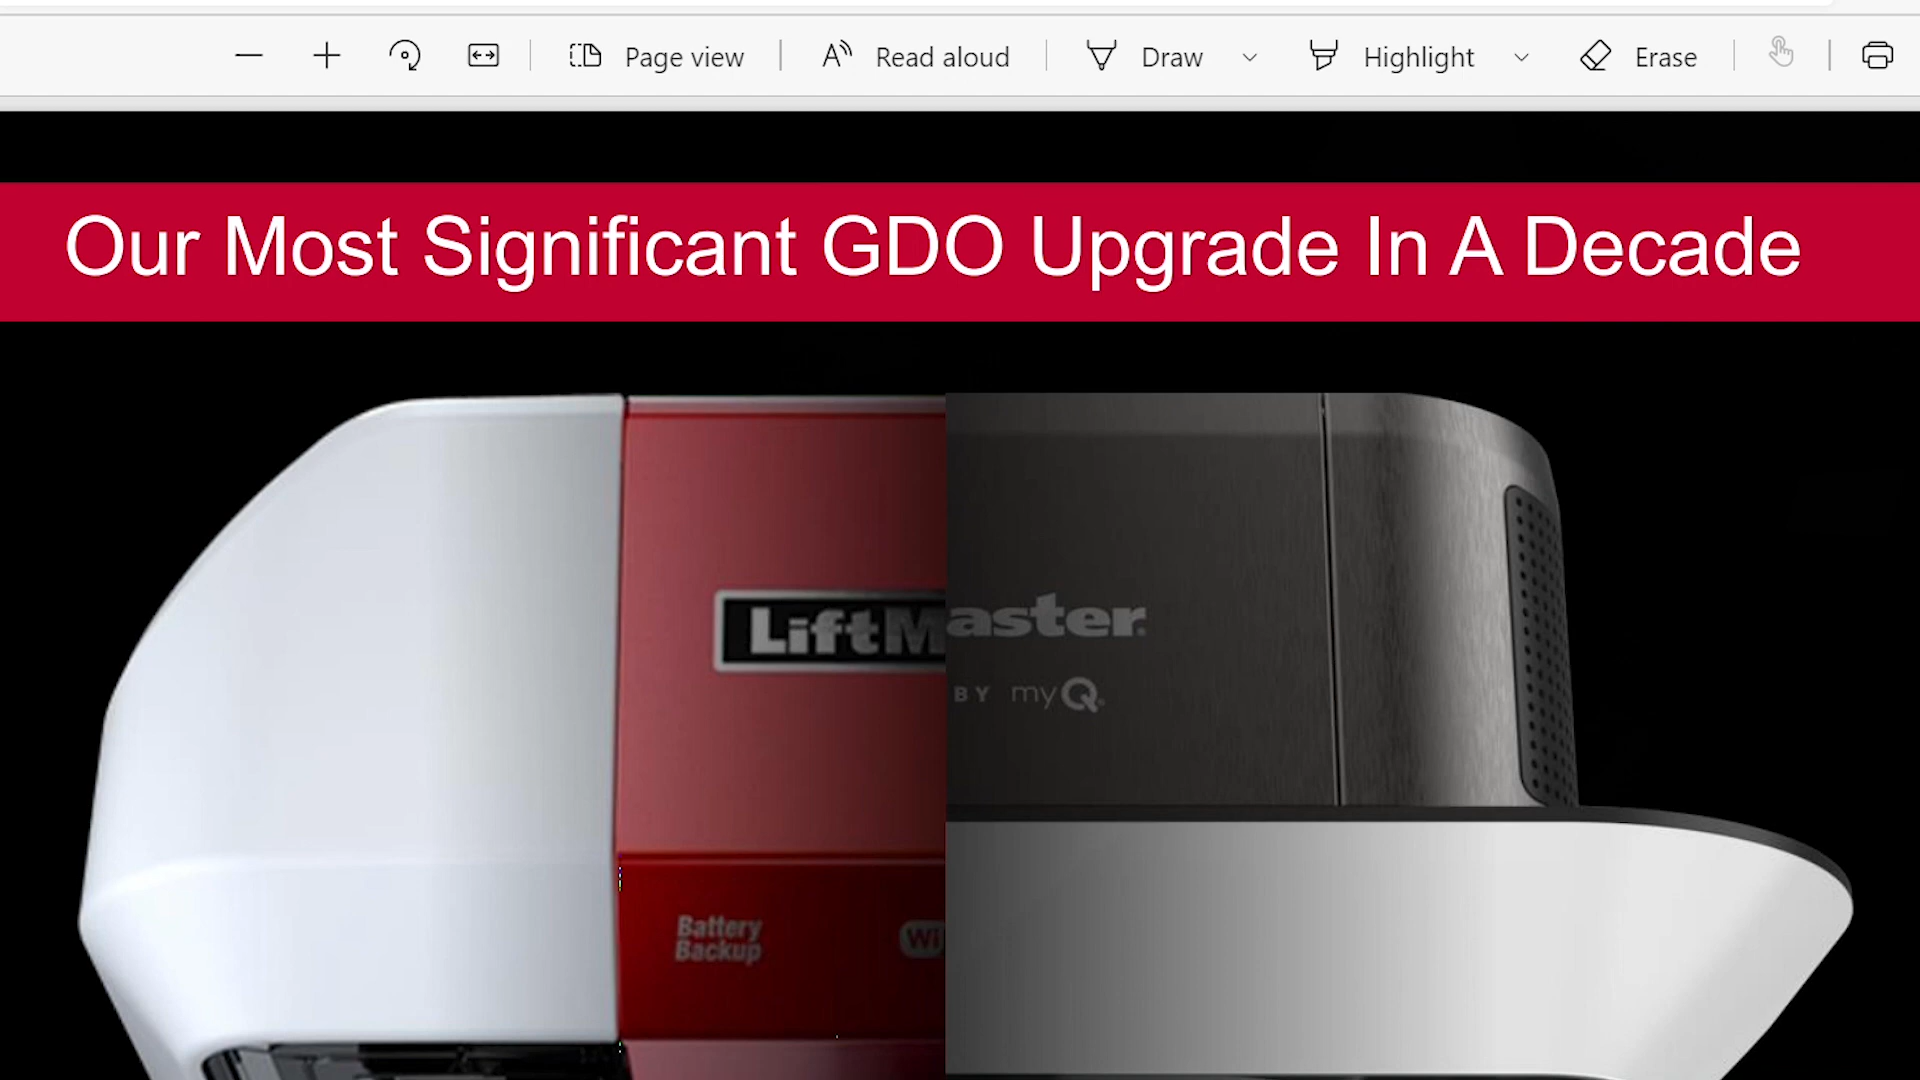 Page view
Read aloud
Draw
Highlight
Erase
Our Most Significant GDO Upgrade In A Decade
LiftMaster
BY myQ
Battery
Backup
Wi